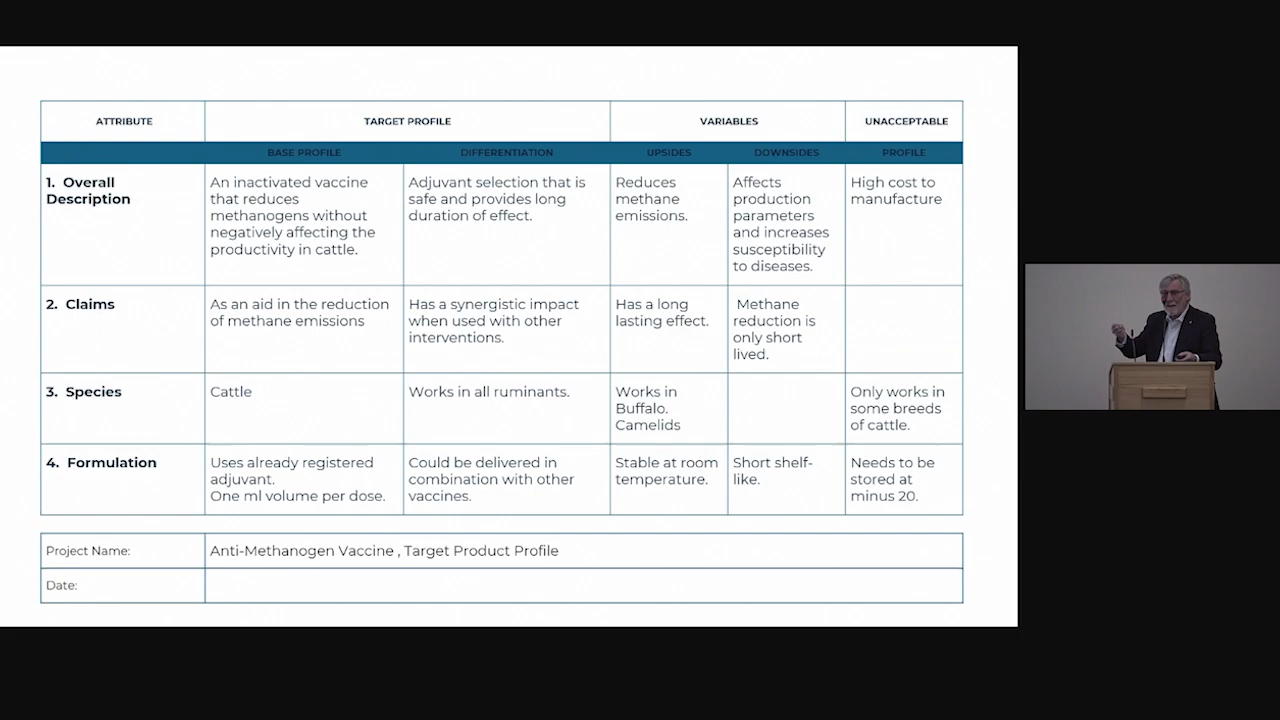 ATTRIBUTE TARGET PROFILE VARIABLES UNACCEPTABLE
BASE PROFILE DIFFERENTIATION UPSIDES DOWNSIDES PROFILE
1. Overall
Description
An inactivated vaccine
that reduces
methanogens without
negatively affecting the
productivity in cattle.
Adjuvant selection that is
safe and provides long
duration of effect.
Reduces
methane
emissions.
Affects
production
parameters
and increases
susceptibility
to diseases.
High cost to
manufacture
2. Claims
As an aid in the reduction
of methane emissions
Has a synergistic impact
when used with other
interventions.
Has a long
lasting effect.
Methane
reduction is
only short
lived.
3. Species
Cattle
Works in all ruminants.
Works in
Buffalo.
Camelids
Only works in
some breeds
of cattle.
4. Formulation
Uses already registered
adjuvant.
One ml volume per dose.
Could be delivered in
combination with other
vaccines.
Stable at room
temperature.
Short shelf-
like.
Needs to be
stored at
minus 20.
Project Name: Anti-Methanogen Vaccine , Target Product Profile
Date: